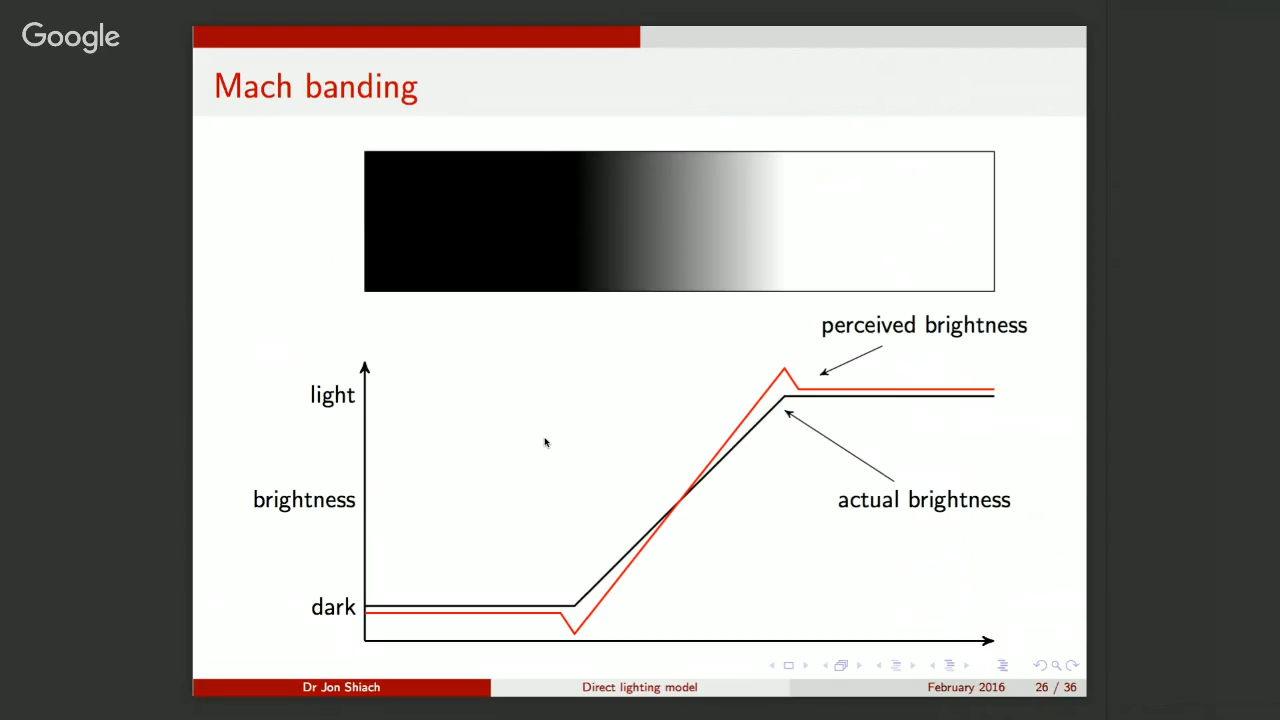 Google
Mach banding
perceived brightness
light
brightness
actual brightness
dark
Dr Jon Shiach
Direct lighting model
February 2016
26 / 36